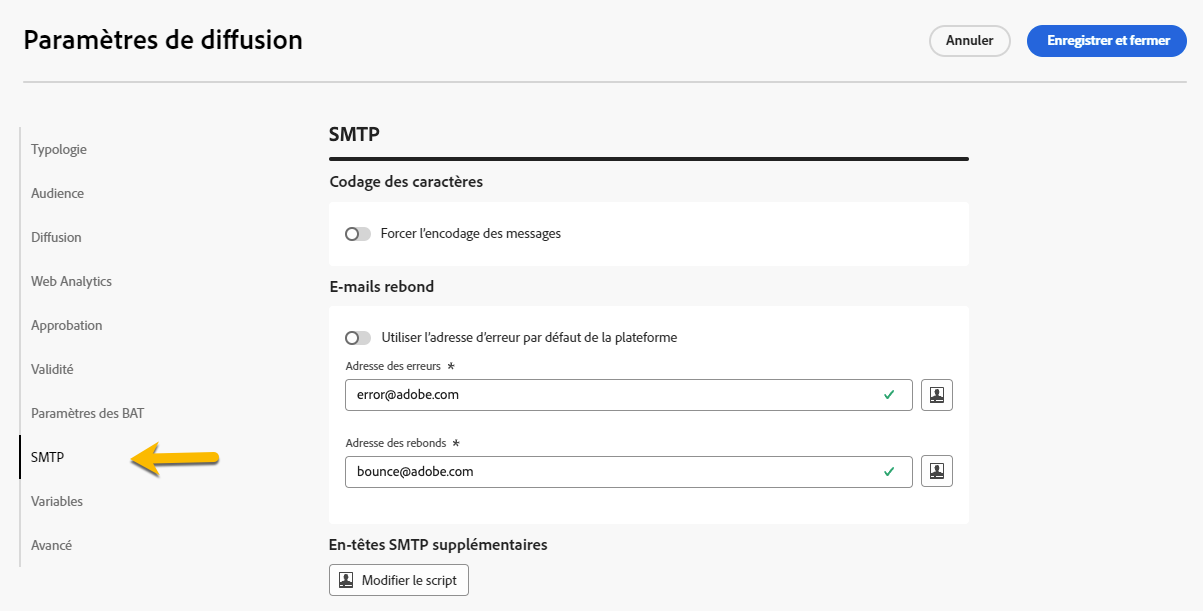 Paramètres de diffusion
Annuler
Enregistrer et fermer
Typologie
Audience
Diffusion
Web Analytics
Approbation
Validité
Paramètres des BAT
SMTP
Variables
Avancé
SMTP
Codage des caractères
Forcer l’encodage des messages
E-mails rebond
Utiliser l’adresse d’erreur par défaut de la plateforme
Adresse des erreurs *
error@adobe.com
Adresse des rebonds *
bounce@adobe.com
En-têtes SMTP supplémentaires
Modifier le script